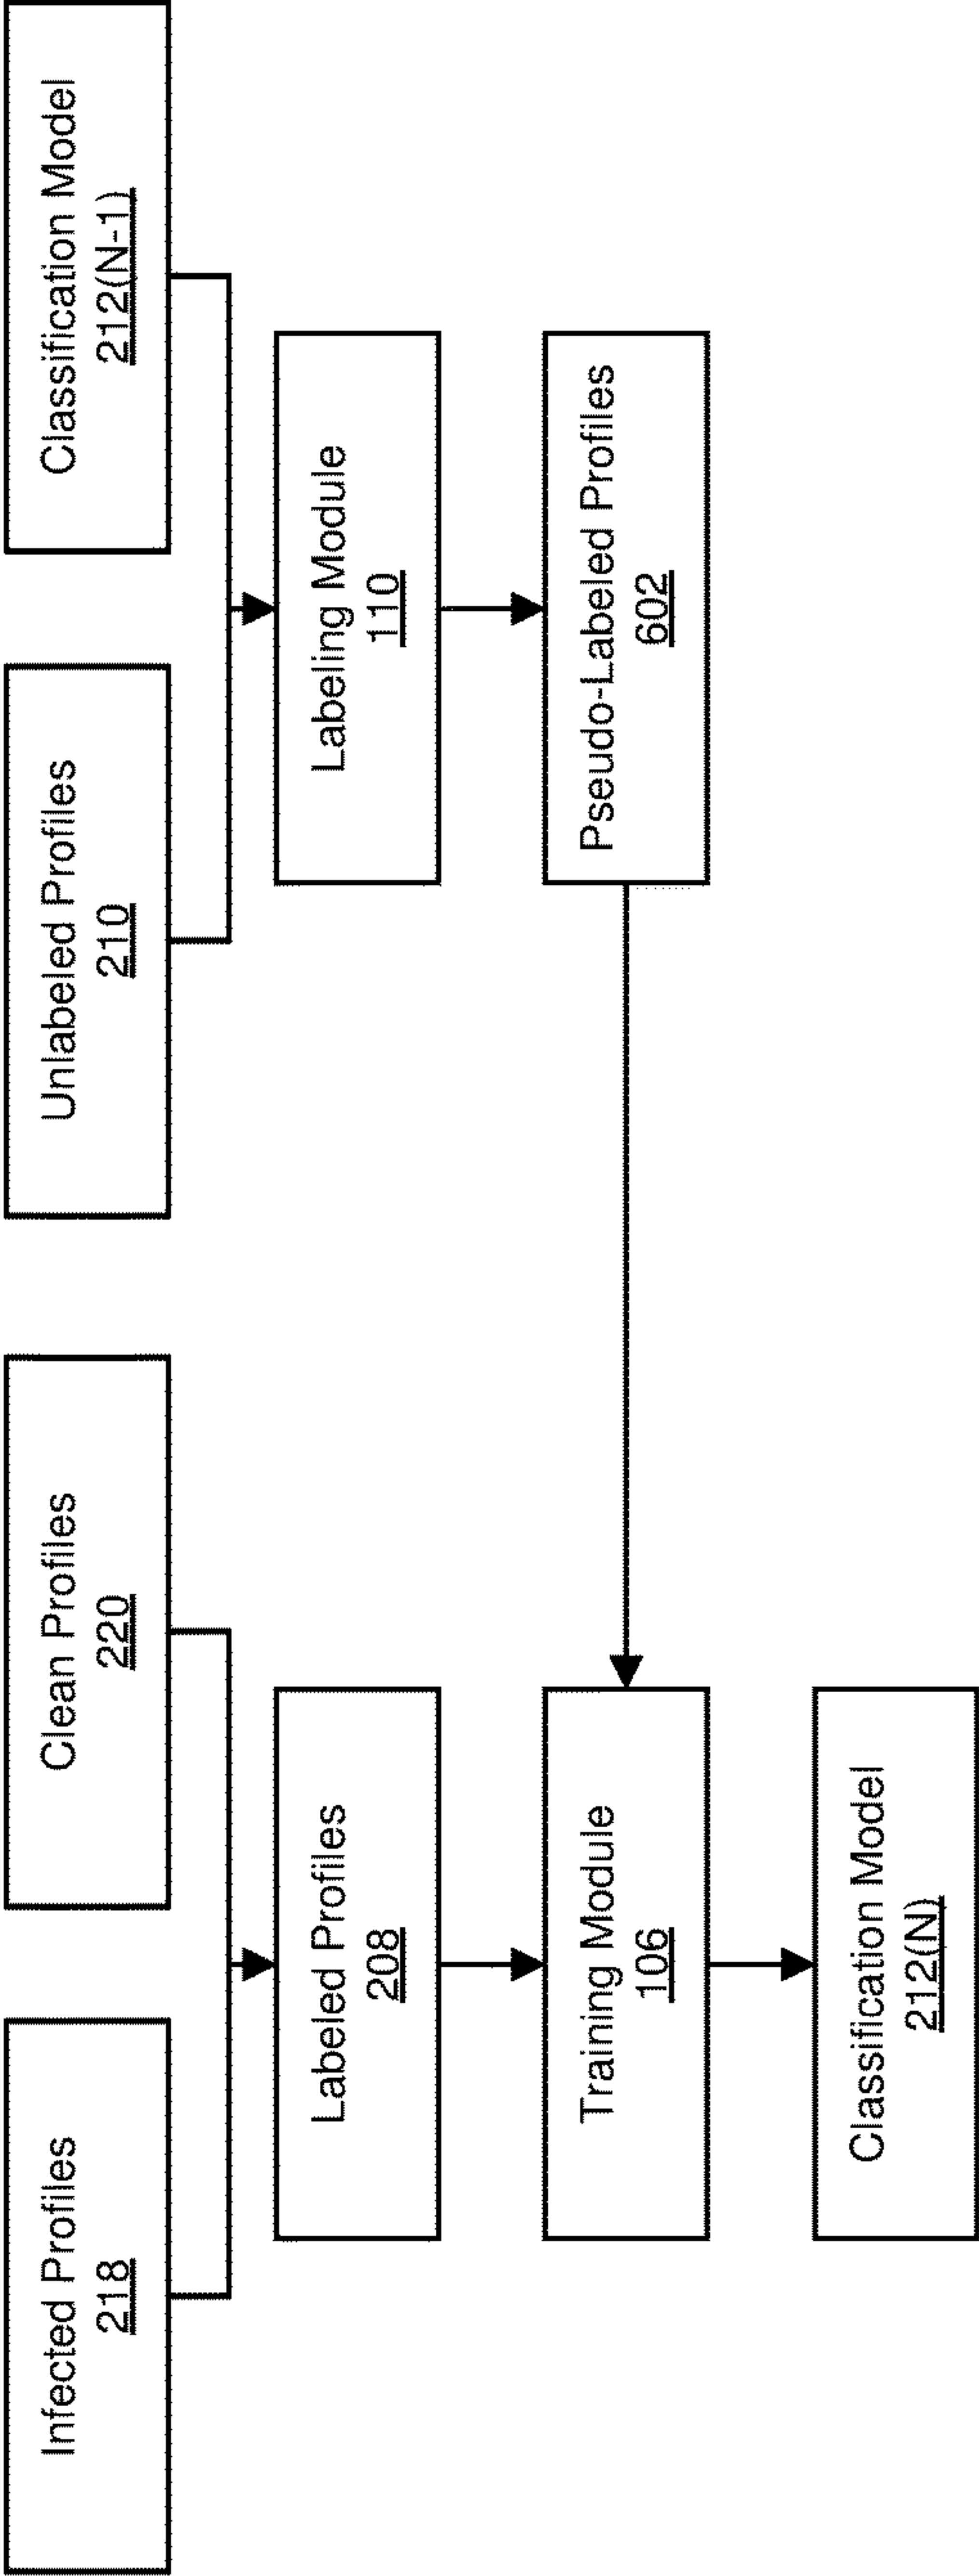 Infected Profiles
218
Clean Profiles
220
Unlabeled Profiles
210
Classification Model
212(N-1)
Labeled Profiles
208
Labeling Module
110
Training Module
106
Pseudo-Labeled Profiles
602
Classification Model
212(N)